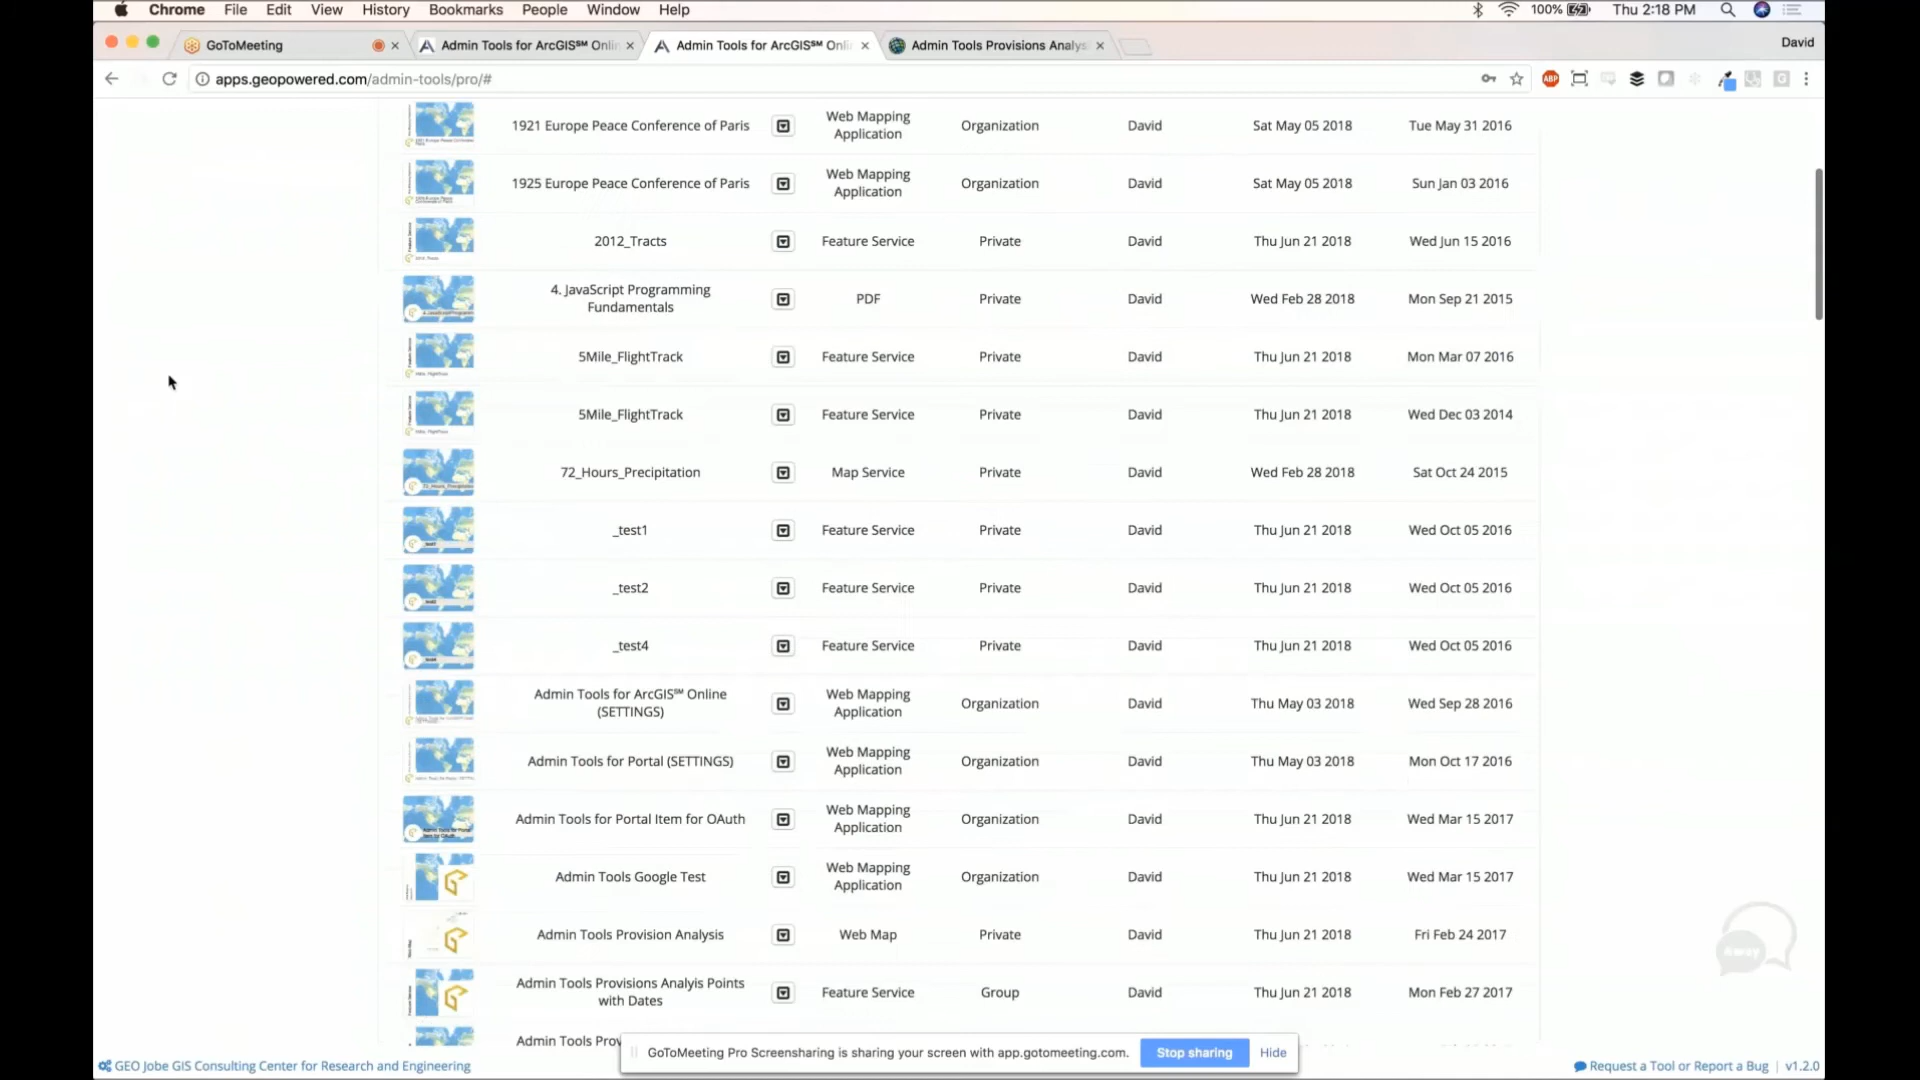 Chrome File Edit View History Bookmarks People Window Help 100% Thu 2:18 PM
GoToMeeting Admin Tools for ArcGIS℠ Onli Admin Tools for ArcGIS℠ Onli Admin Tools Provisions Analys David
apps.geopowered.com/admin-tools/pro/# ABP
1921 Europe Peace Conference of Paris Web Mapping Application Organization David Sat May 05 2018 Tue May 31 2016
1925 Europe Peace Conference of Paris Web Mapping Application Organization David Sat May 05 2018 Sun Jan 03 2016
2012_Tracts Feature Service Private David Thu Jun 21 2018 Wed Jun 15 2016
4. JavaScript Programming Fundamentals PDF Private David Wed Feb 28 2018 Mon Sep 21 2015
5Mile_FlightTrack Feature Service Private David Thu Jun 21 2018 Mon Mar 07 2016
5Mile_FlightTrack Feature Service Private David Thu Jun 21 2018 Wed Dec 03 2014
72_Hours_Precipitation Map Service Private David Wed Feb 28 2018 Sat Oct 24 2015
_test1 Feature Service Private David Thu Jun 21 2018 Wed Oct 05 2016
_test2 Feature Service Private David Thu Jun 21 2018 Wed Oct 05 2016
_test4 Feature Service Private David Thu Jun 21 2018 Wed Oct 05 2016
Admin Tools for ArcGIS℠ Online (SETTINGS) Web Mapping Application Organization David Thu May 03 2018 Wed Sep 28 2016
Admin Tools for Portal (SETTINGS) Web Mapping Application Organization David Thu May 03 2018 Mon Oct 17 2016
Admin Tools for Portal Item for OAuth Web Mapping Application Organization David Thu Jun 21 2018 Wed Mar 15 2017
Admin Tools Google Test Web Mapping Application Organization David Thu Jun 21 2018 Wed Mar 15 2017
Admin Tools Provision Analysis Web Map Private David Thu Jun 21 2018 Fri Feb 24 2017
Admin Tools Provisions Analyis Points with Dates Feature Service Group David Thu Jun 21 2018 Mon Feb 27 2017
Away
Admin Tools Pro
GoToMeeting Pro Screensharing is sharing your screen with app.gotomeeting.com. Stop sharing Hide
GEO Jobe GIS Consulting Center for Research and Engineering Request a Tool or Report a Bug | v1.2.0